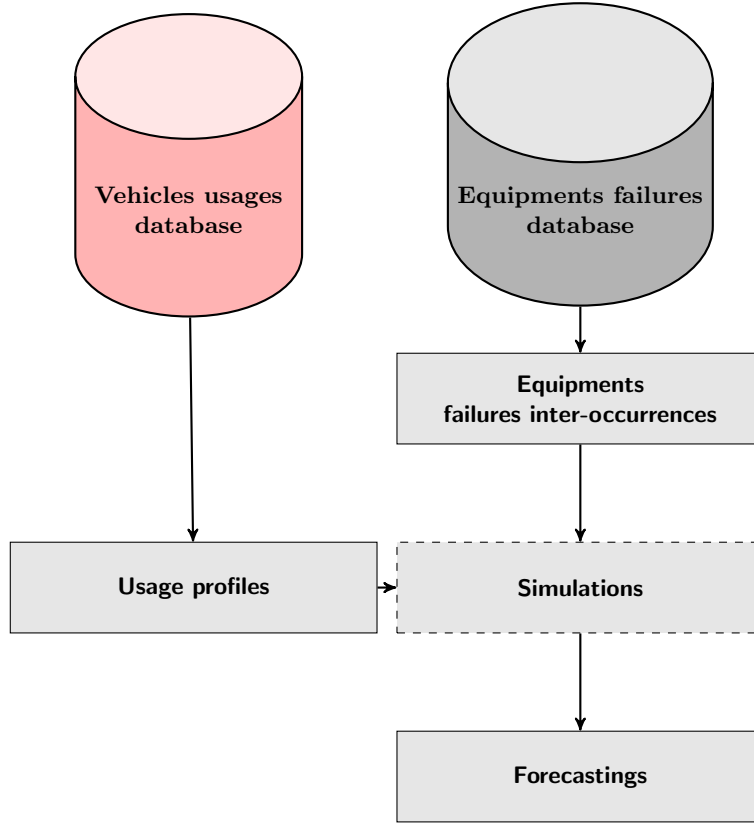 Vehicles usages
database
Equipments failures
database
Equipments
failures inter-occurrences
Usage profiles
Simulations
Forecastings